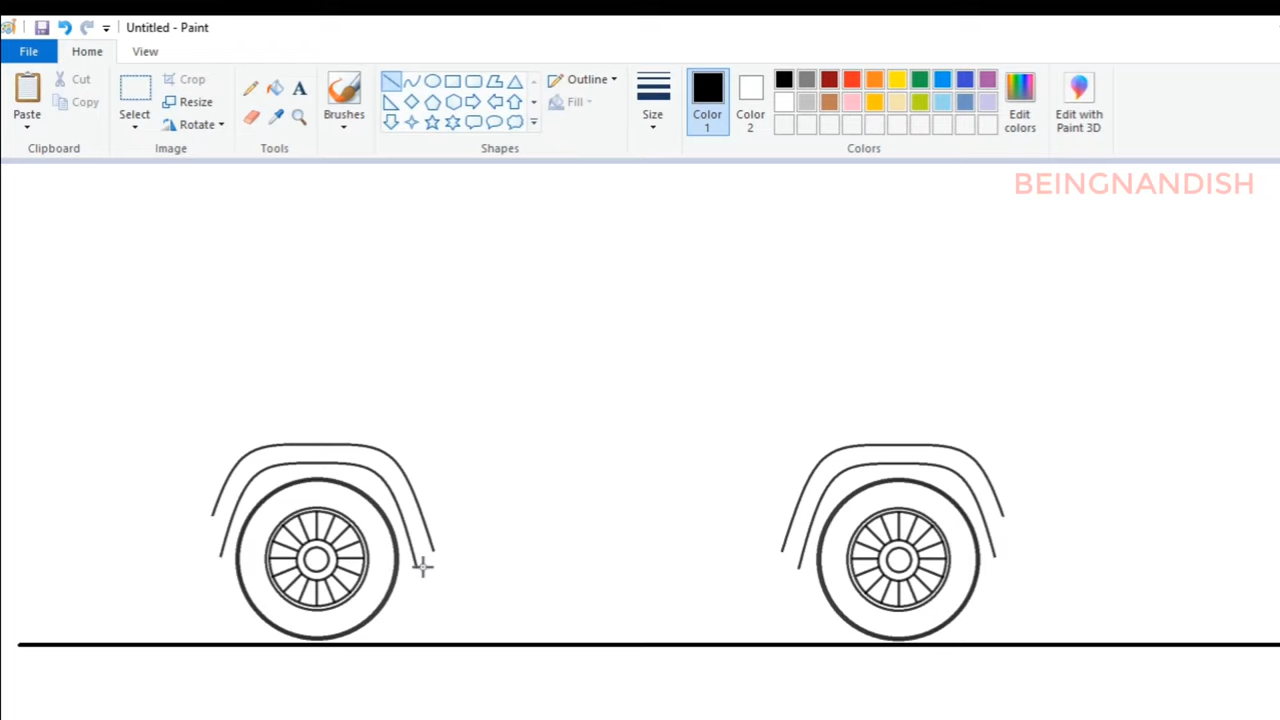 Untitled - Paint
File Home View
Paste
Cut
Copy
Clipboard
Select
Crop
Resize
Rotate
Image
A
Tools
Brushes
Outline
Fill
Shapes
Size
Color 1
Color 2
Edit colors
Colors
Edit with Paint 3D
BEINGNANDISH